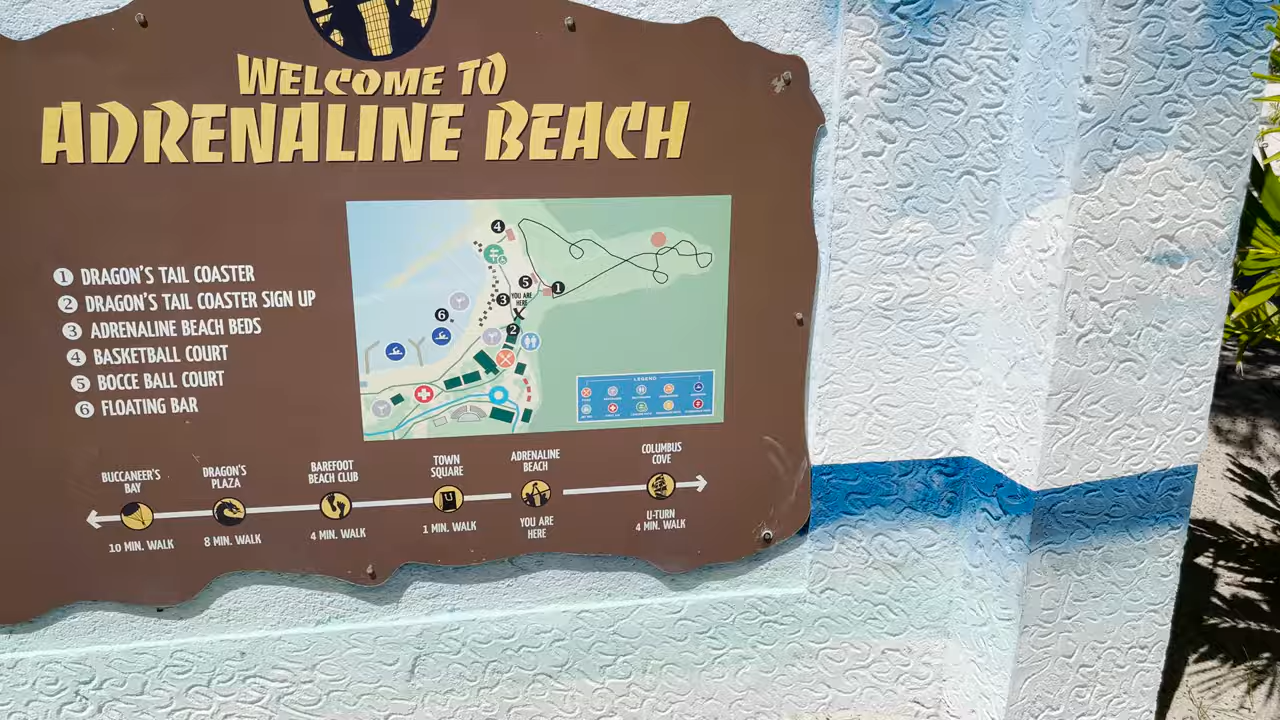 WELCOME TO
ADRENALINE BEACH
1 DRAGON'S TAIL COASTER
2 DRAGON'S TAIL COASTER SIGN UP
3 ADRENALINE BEACH BEDS
4 BASKETBALL COURT
5 BOCCE BALL COURT
6 FLOATING BAR
4
5
1
3
YOU ARE
HERE
X
6
2
LEGEND
BUCCANEER'S
BAY
10 MIN. WALK
DRAGON'S
PLAZA
8 MIN. WALK
BAREFOOT
BEACH CLUB
4 MIN. WALK
TOWN
SQUARE
1 MIN. WALK
ADRENALINE
BEACH
YOU ARE
HERE
COLUMBUS
COVE
U-TURN
4 MIN. WALK